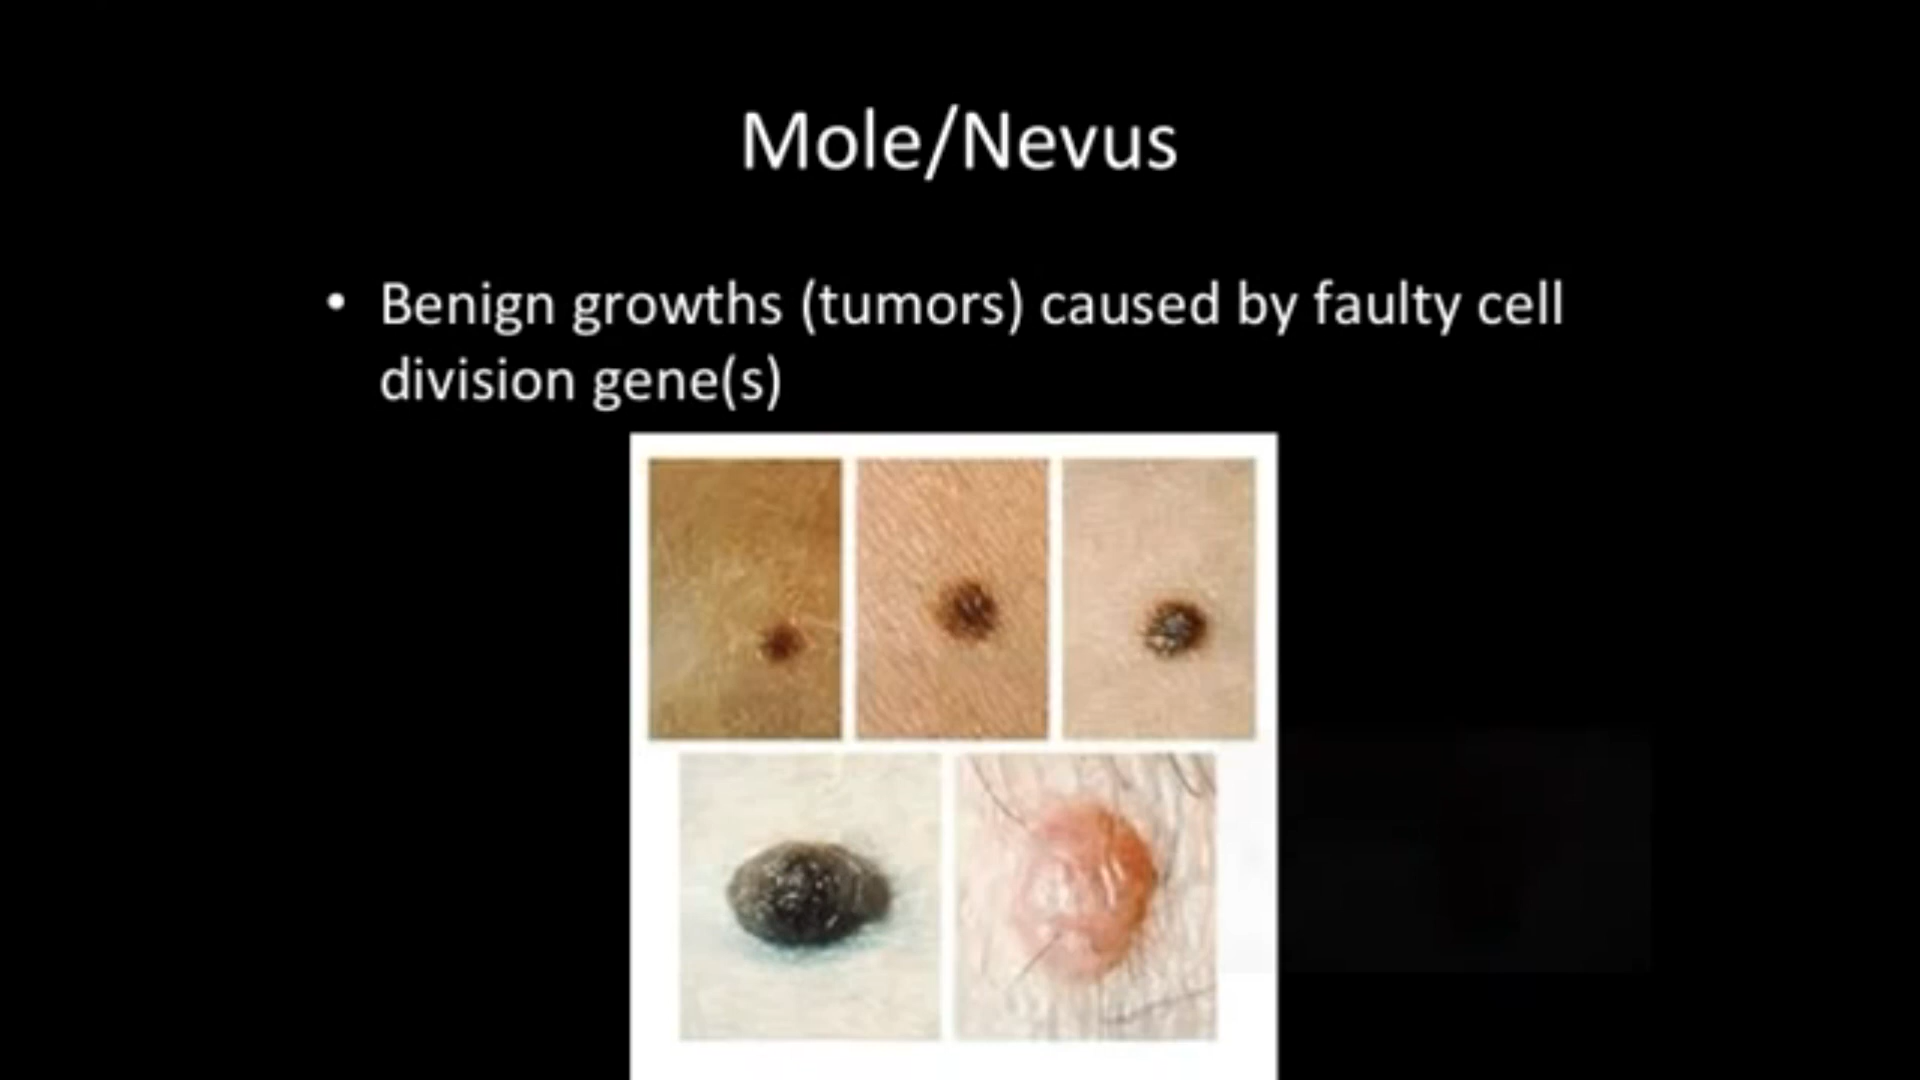 Mole/Nevus
• Benign growths (tumors) caused by faulty cell
division gene(s)